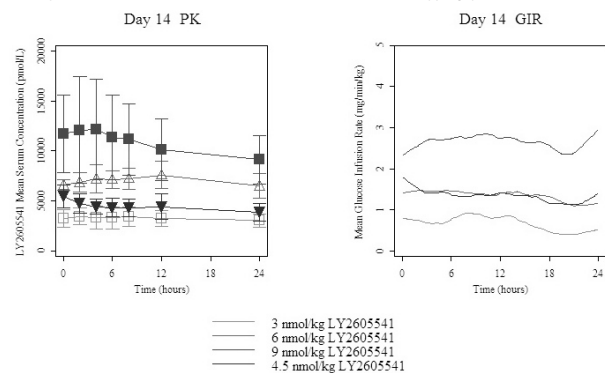 Day 14 PK
Day 14 GIR
LY2605541 Mean Serum Concentration (pmol/L)
0
5000
10000
15000
20000
0
6
12
24
Time (hours)
Mean Glucose Infusion Rate (mg/min/kg)
0
1
2
3
4
5
0
6
12
24
Time (hours)
3 nmol/kg LY2605541
6 nmol/kg LY2605541
9 nmol/kg LY2605541
4.5 nmol/kg LY2605541